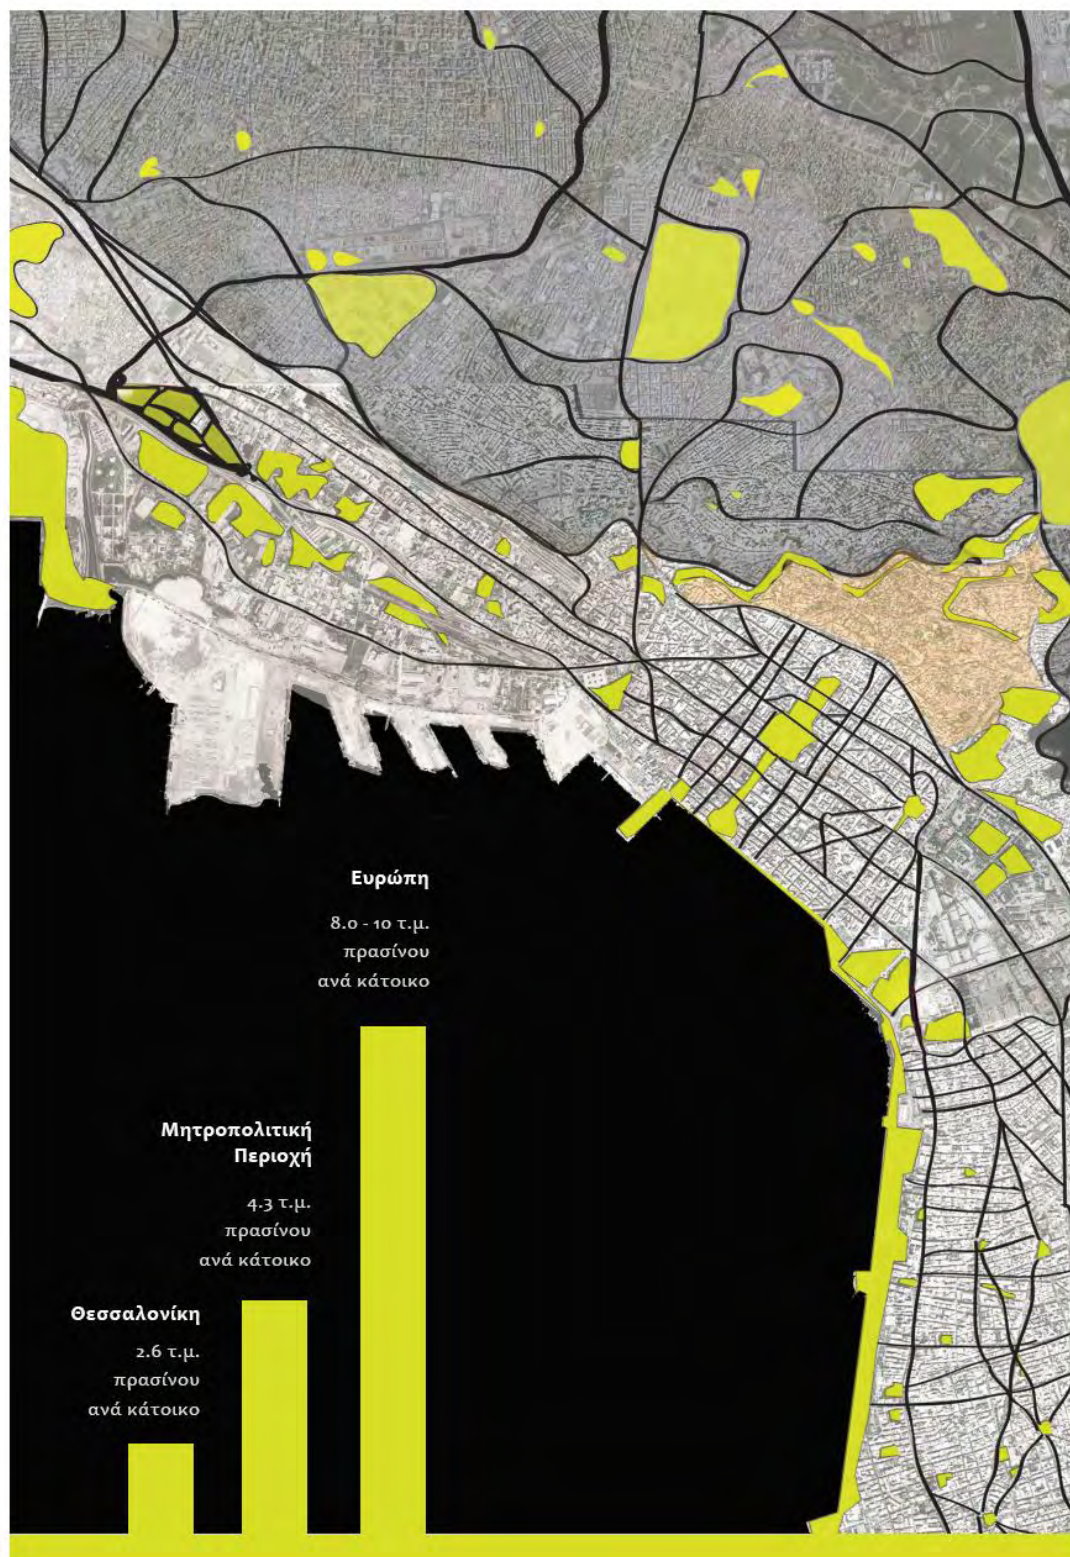 Ευρώπη
8.0 - 10 τ.μ.
πρασίνου
ανά κάτοικο
Μητροπολιτική
Περιοχή
4.3 τ.μ.
πρασίνου
ανά κάτοικο
Θεσσαλονίκη
2.6 τ.μ.
πρασίνου
ανά κάτοικο